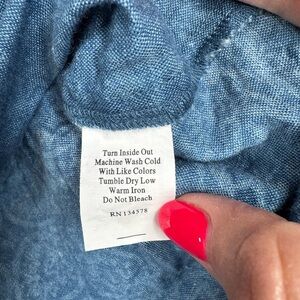 Turn Inside Out
Machine Wash Cold
With Like Colors
Tumble Dry Low
Warm Iron
Do Not Bleach
RN 134578